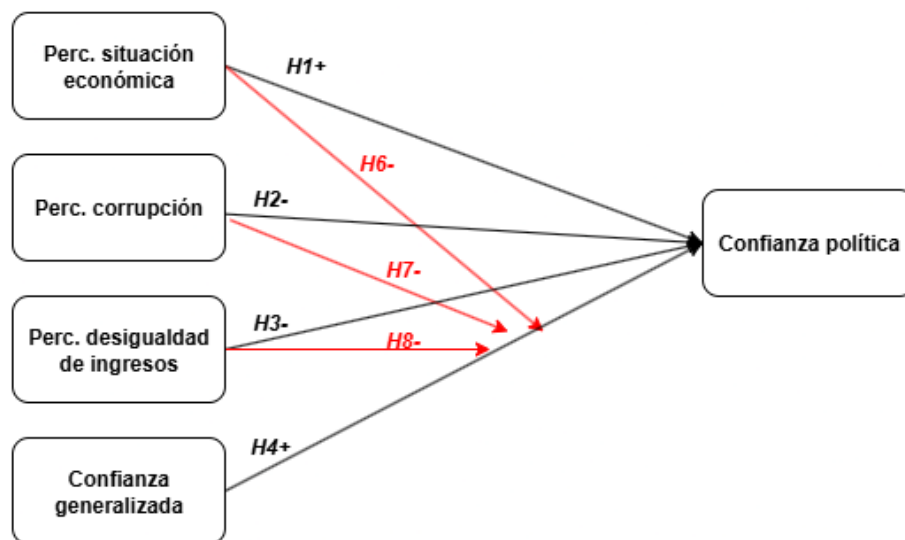 Perc. situación
económica
H1+
H6-
Perc. corrupción
H2-
Confianza política
H7-
Perc. desigualdad
de ingresos
H3-
H8-
Confianza
generalizada
H4+